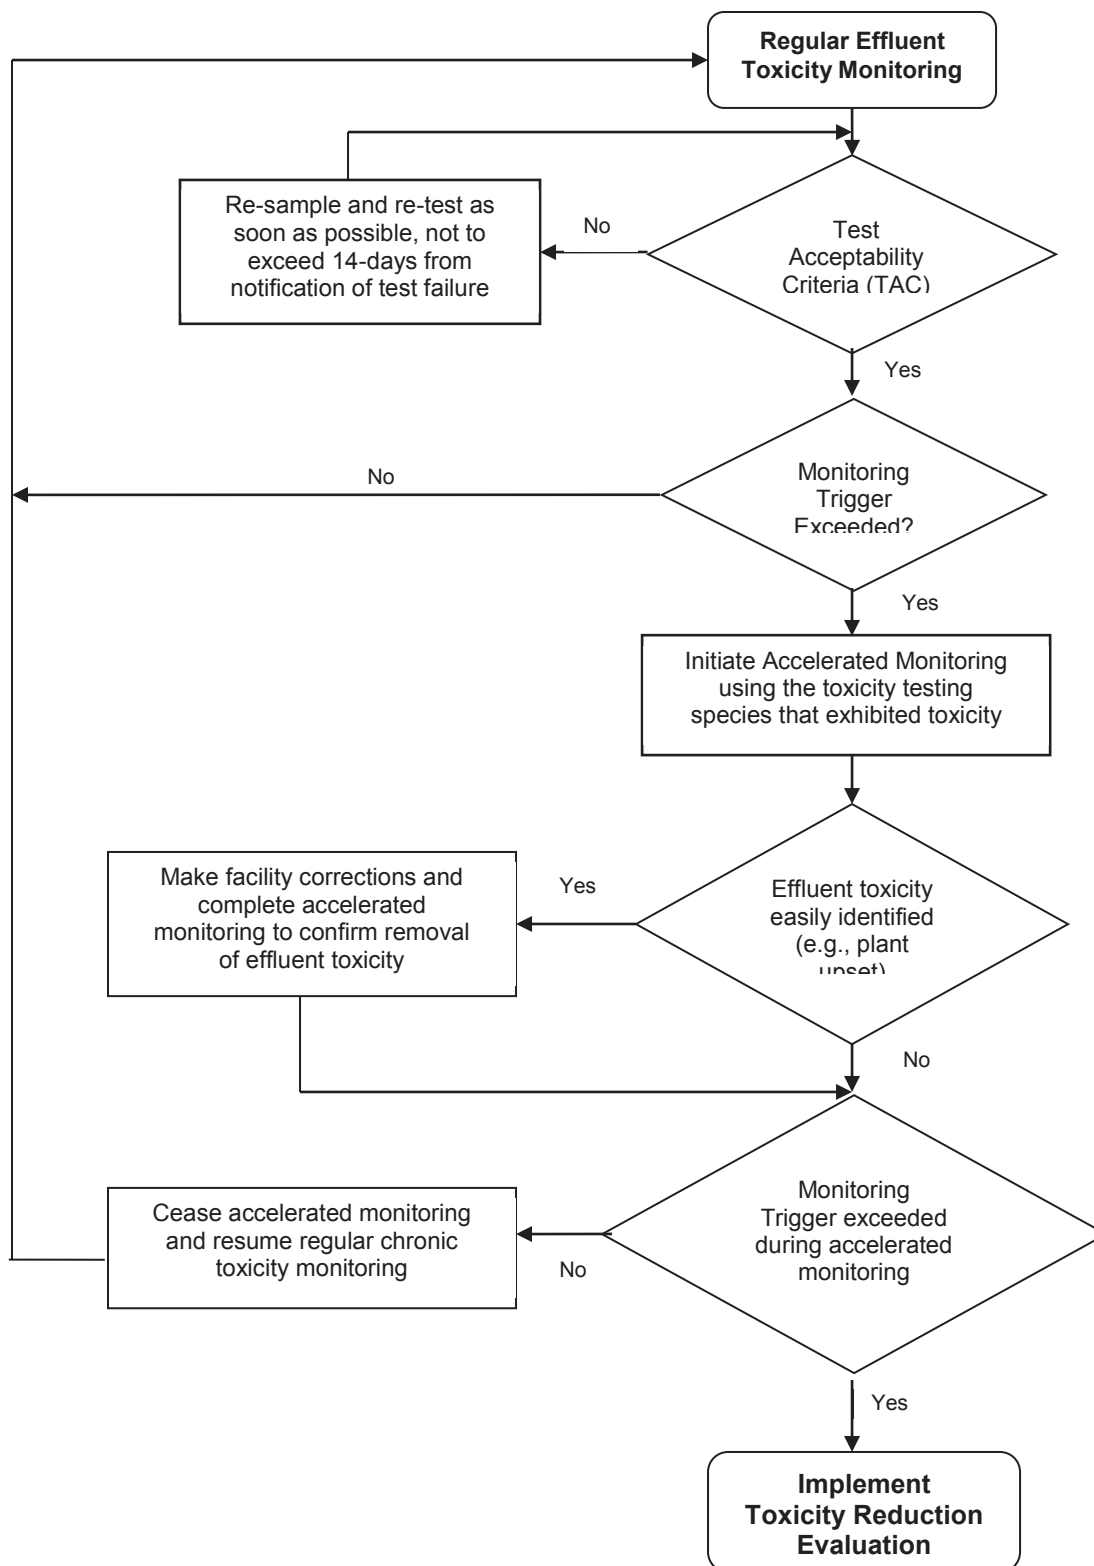 Regular Effluent
Toxicity Monitoring
Re-sample and re-test as
soon as possible, not to
exceed 14-days from
notification of test failure
No
Test
Acceptability
Criteria (TAC)
Yes
No
Monitoring
Trigger
Exceeded?
Yes
Initiate Accelerated Monitoring
using the toxicity testing
species that exhibited toxicity
Make facility corrections and
complete accelerated
monitoring to confirm removal
of effluent toxicity
Yes
Effluent toxicity
easily identified
(e.g., plant
upset)
No
Cease accelerated monitoring
and resume regular chronic
toxicity monitoring
No
Monitoring
Trigger exceeded
during accelerated
monitoring
Yes
Implement
Toxicity Reduction
Evaluation